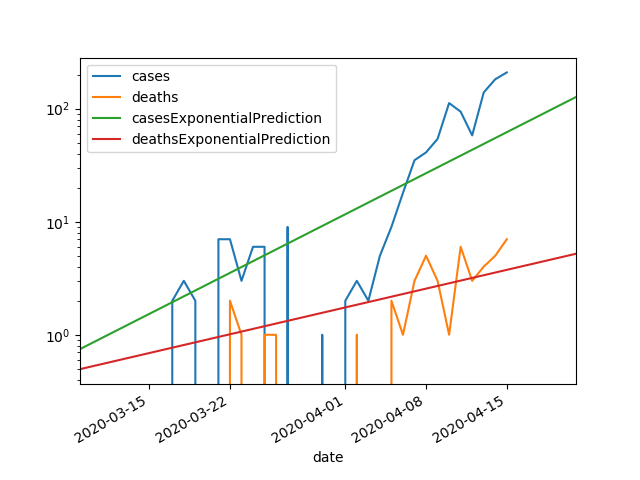 cases
deaths
casesExponentialPrediction
deathsExponentialPrediction
10²
10¹
10⁰
2020-03-15
2020-03-22
2020-04-01
2020-04-08
2020-04-15
date